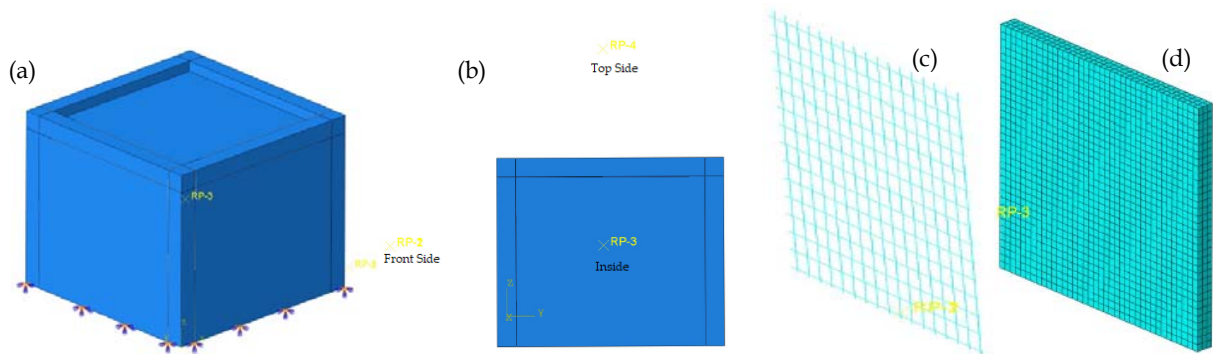 (a)
RP-3
RP-2
Front Side
(b)
RP-4
Top Side
RP-3
Inside
Z
X
Y
(c)
(d)
RP-3